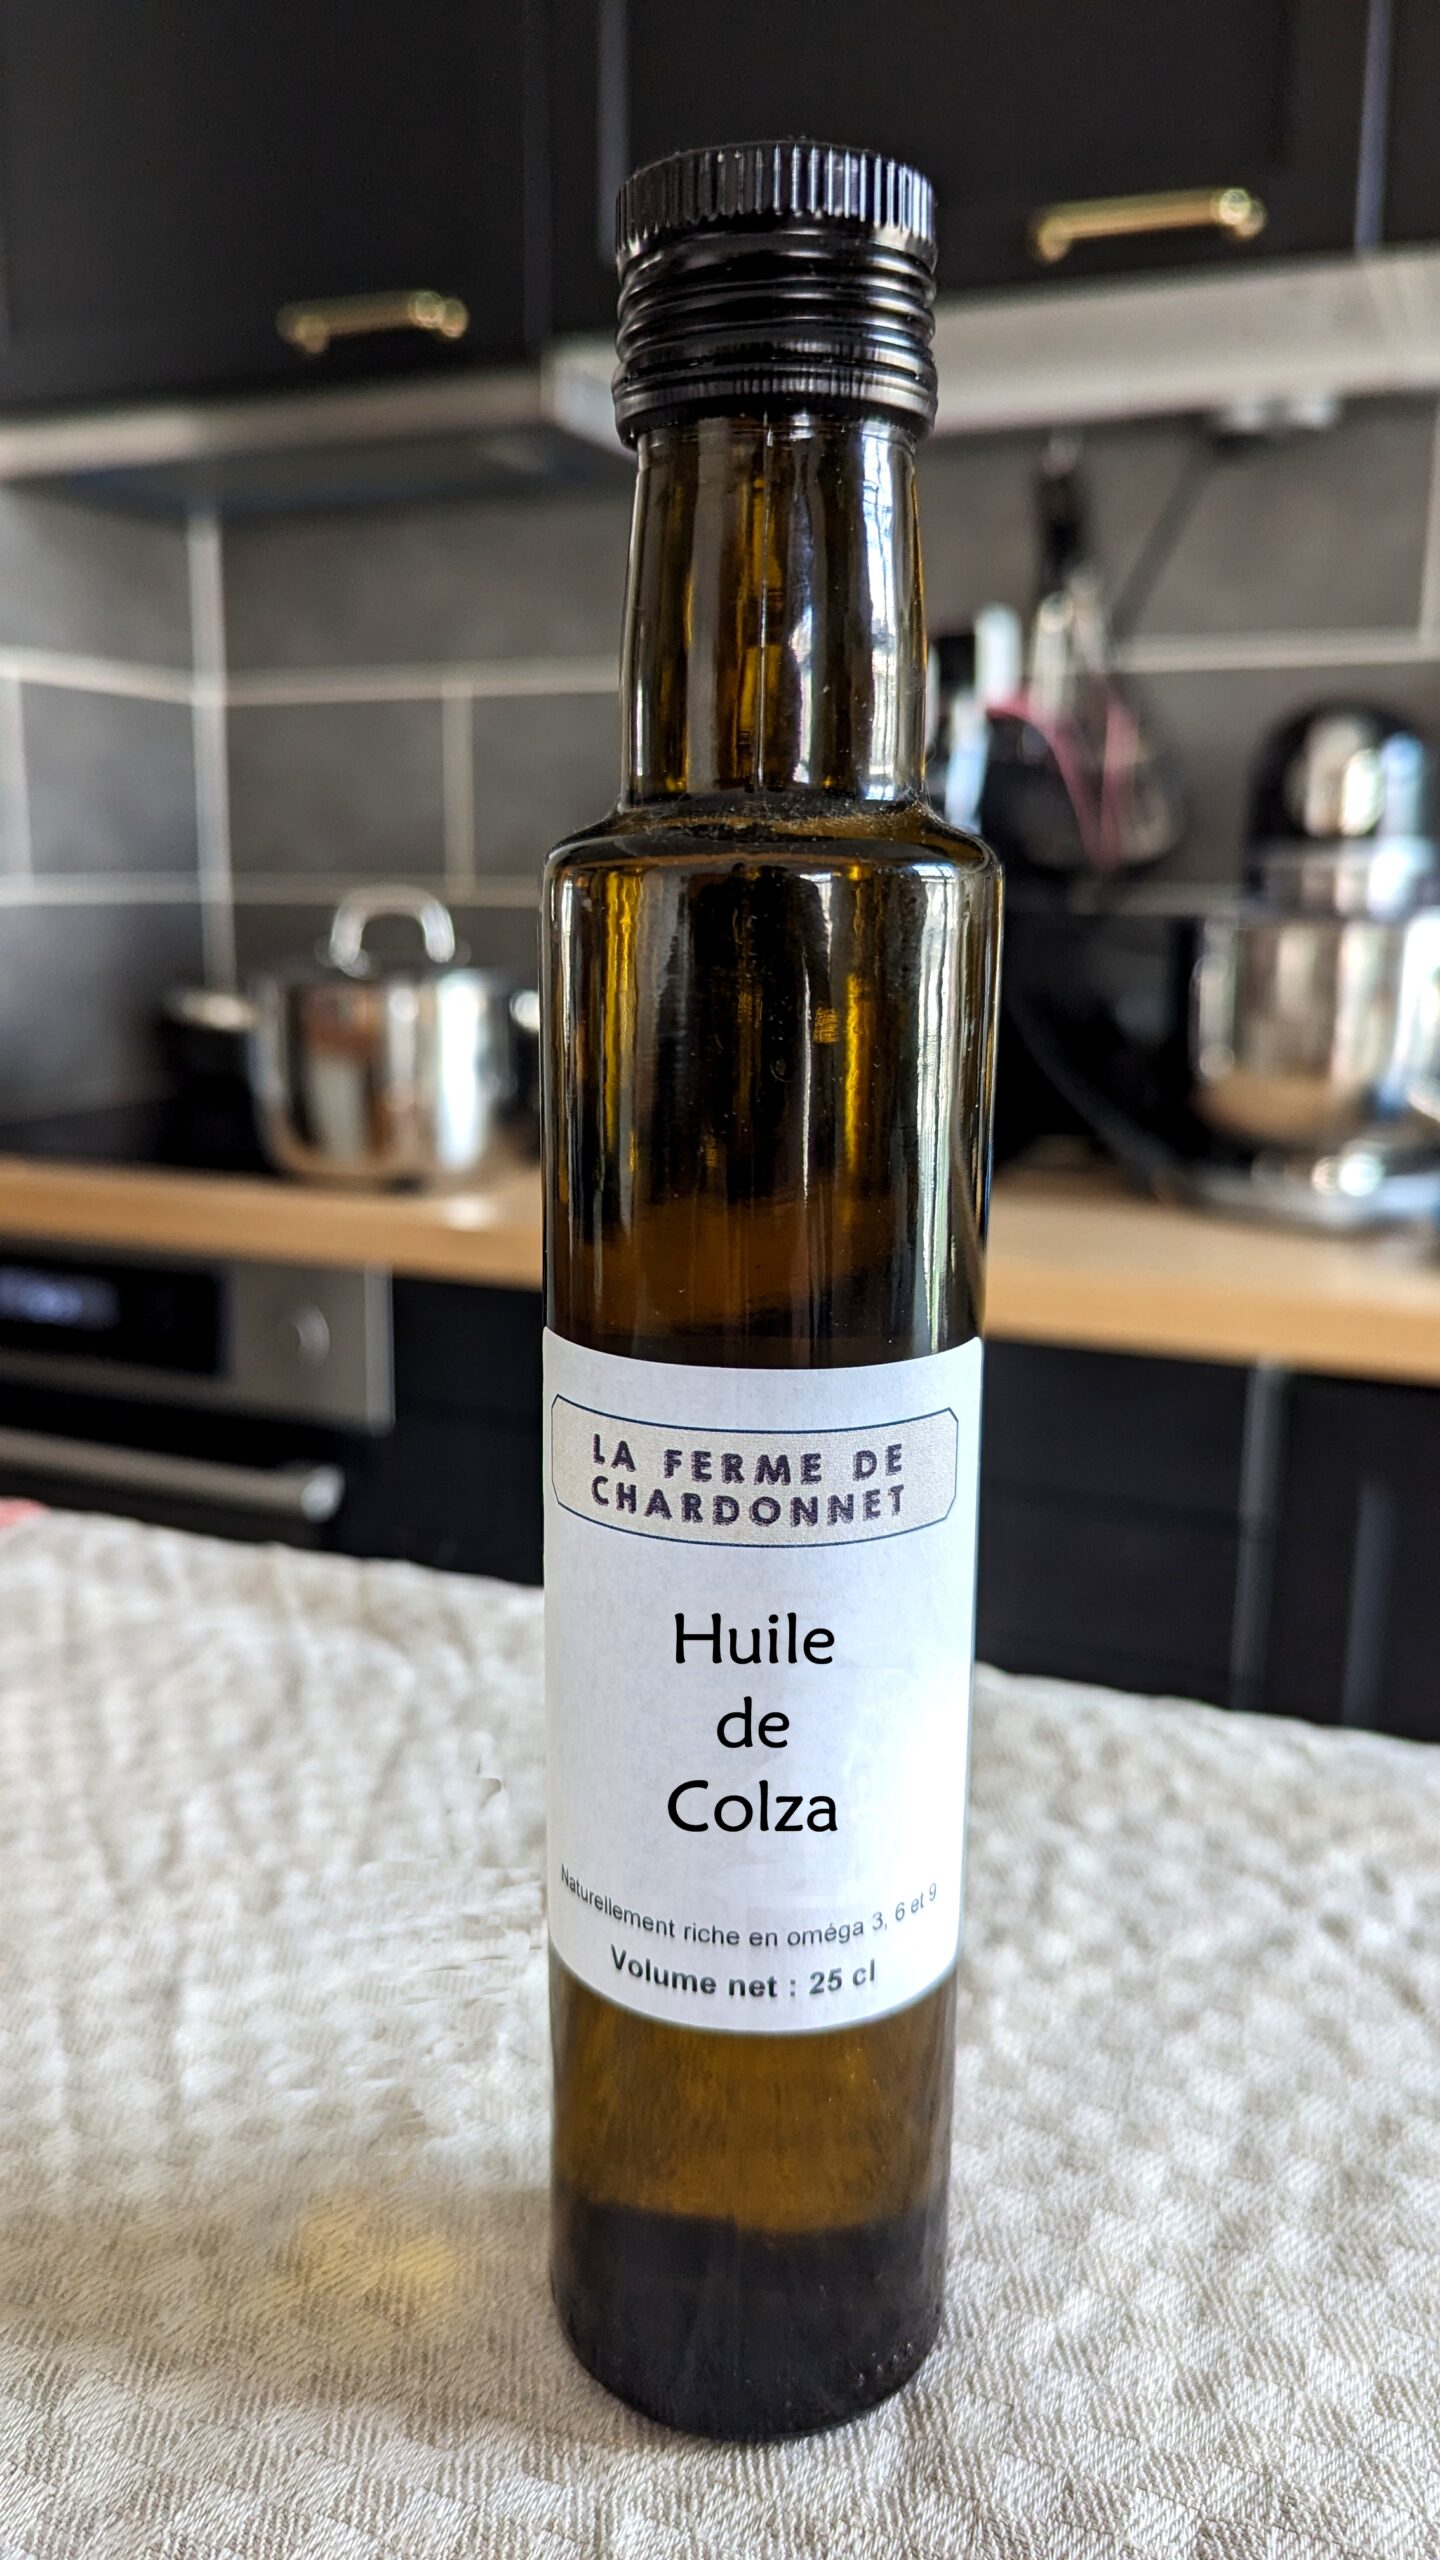 LA FERME DE
CHARDONNET
Huile
de
Colza
Naturellement riche en oméga 3, 6 et 9
Volume net : 25 cl